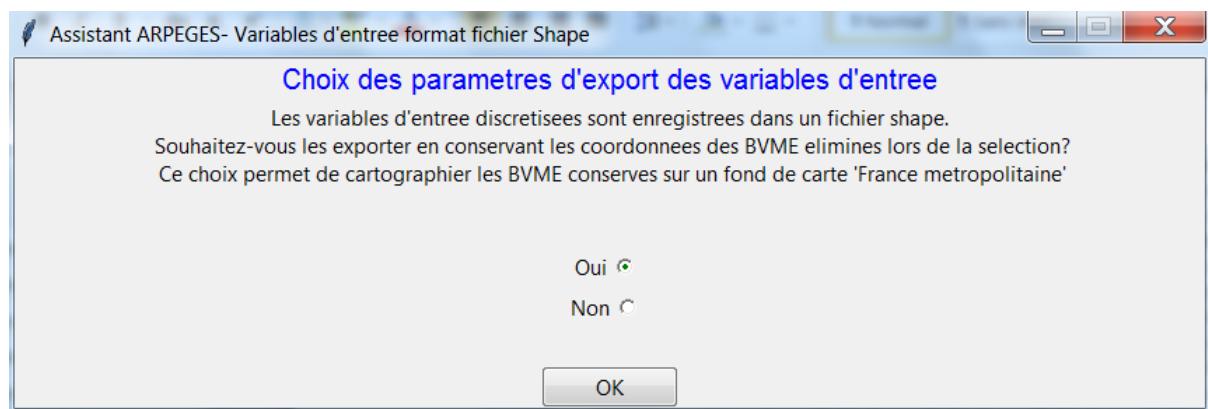 Assistant ARPEGES- Variables d'entree format fichier Shape
Choix des parametres d'export des variables d'entree
Les variables d'entree discretisees sont enregistrees dans un fichier shape.
Souhaitez-vous les exporter en conservant les coordonnees des BVME elimines lors de la selection?
Ce choix permet de cartographier les BVME conserves sur un fond de carte 'France metropolitaine'
Oui
Non
OK